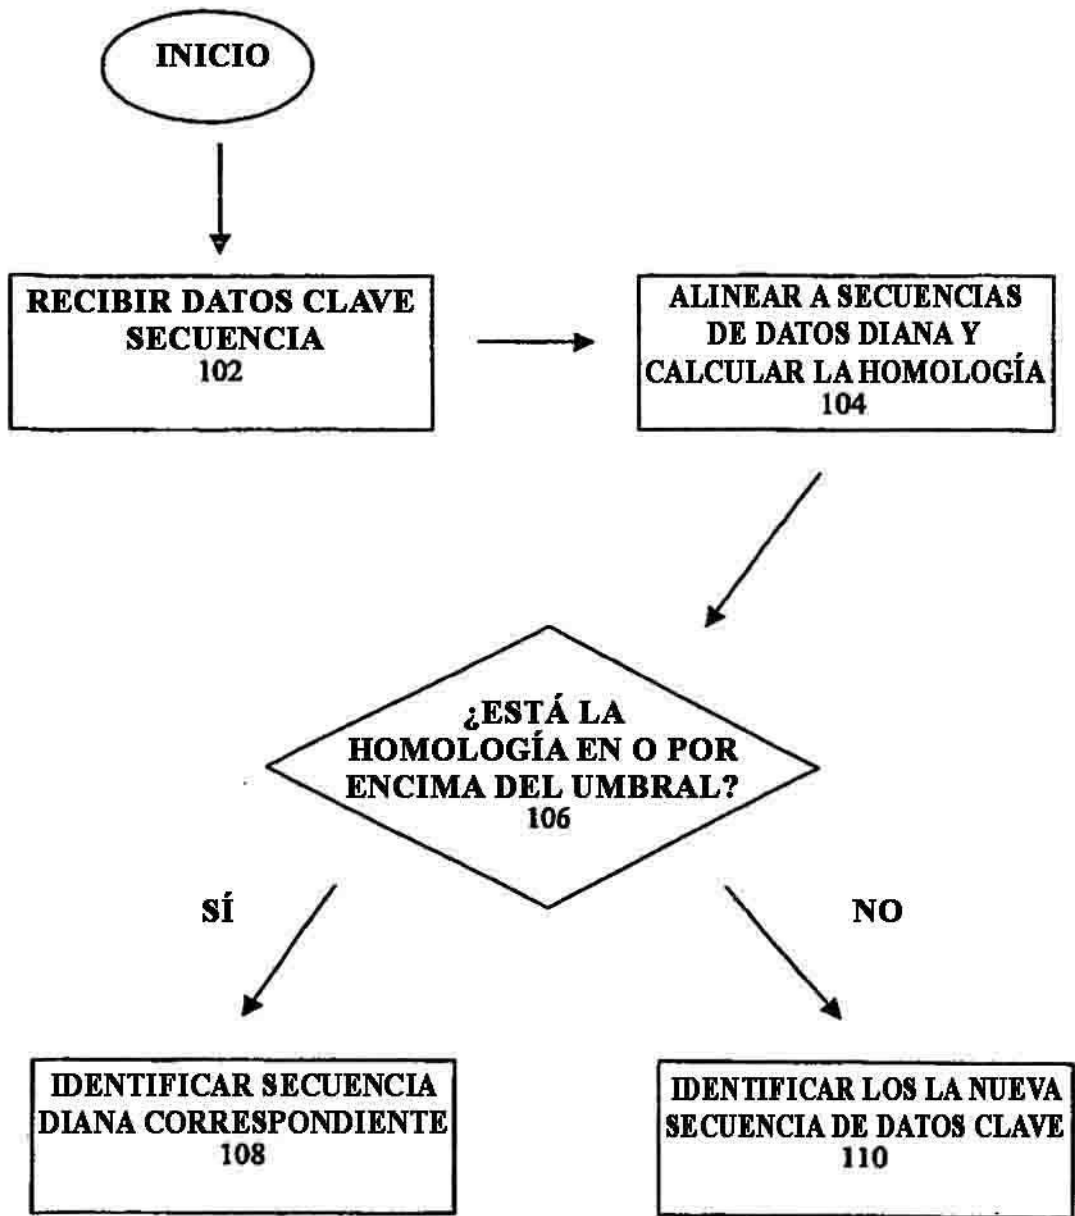 INICIO
RECIBIR DATOS CLAVE
SECUENCIA
102
ALINEAR A SECUENCIAS
DE DATOS DIANA Y
CALCULAR LA HOMOLOGÍA
104
¿ESTÁ LA
HOMOLOGÍA EN O POR
ENCIMA DEL UMBRAL?
106
SÍ
NO
IDENTIFICAR SECUENCIA
DIANA CORRESPONDIENTE
108
IDENTIFICAR LOS LA NUEVA
SECUENCIA DE DATOS CLAVE
110